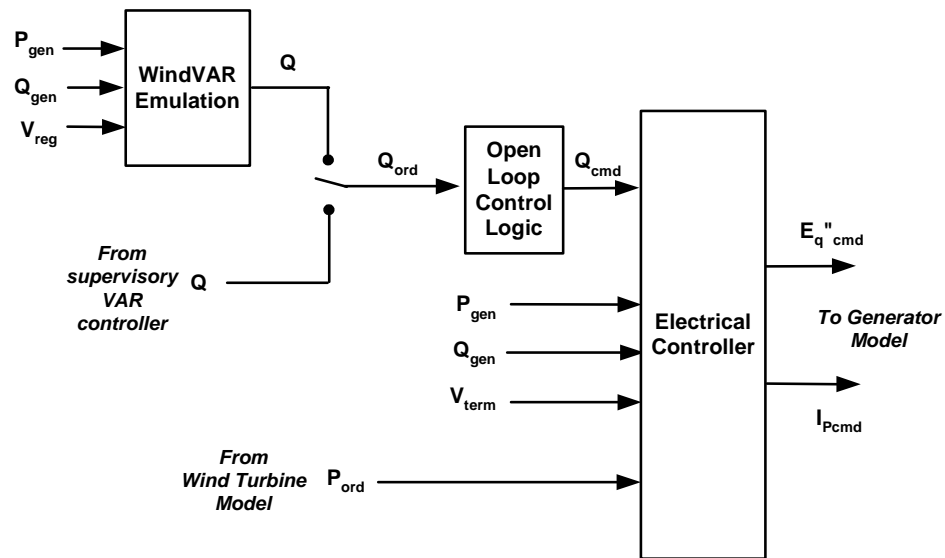 P_gen
Q_gen
V_reg
WindVAR
Emulation
Q
Q_ord
Open
Loop
Control
Logic
Q_cmd
From
supervisory
VAR
controller
Q
P_gen
Q_gen
V_term
From
Wind Turbine
Model
P_ord
Electrical
Controller
E_q"_cmd
To Generator
Model
I_Pcmd